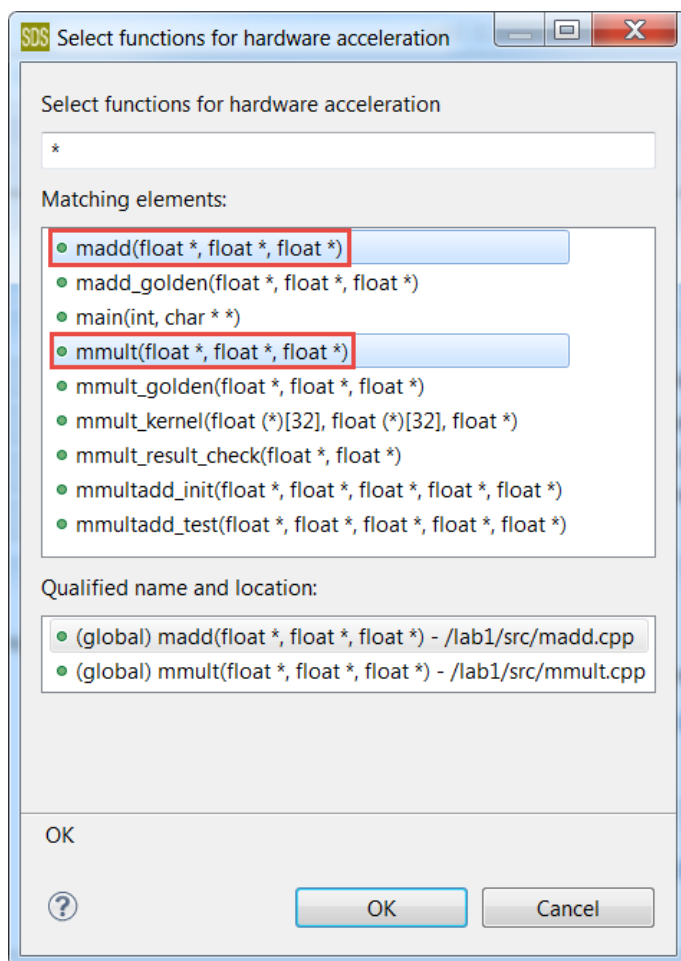 SDS Select functions for hardware acceleration
Select functions for hardware acceleration
*
Matching elements:
madd(float *, float *, float *)
madd_golden(float *, float *, float *)
main(int, char * *)
mmult(float *, float *, float *)
mmult_golden(float *, float *, float *)
mmult_kernel(float (*)[32], float (*)[32], float *)
mmult_result_check(float *, float *)
mmultadd_init(float *, float *, float *, float *, float *)
mmultadd_test(float *, float *, float *, float *, float *)
Qualified name and location:
(global) madd(float *, float *, float *) - /lab1/src/madd.cpp
(global) mmult(float *, float *, float *) - /lab1/src/mmult.cpp
OK
? OK Cancel